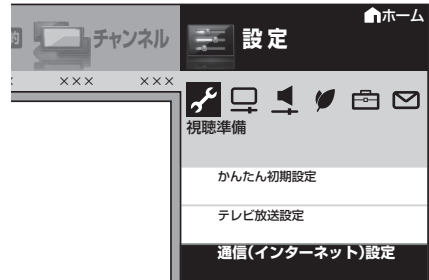 ホーム
的 チャンネル 設定
××× ×××
視聴準備
かんたん初期設定
テレビ放送設定
通信(インターネット)設定